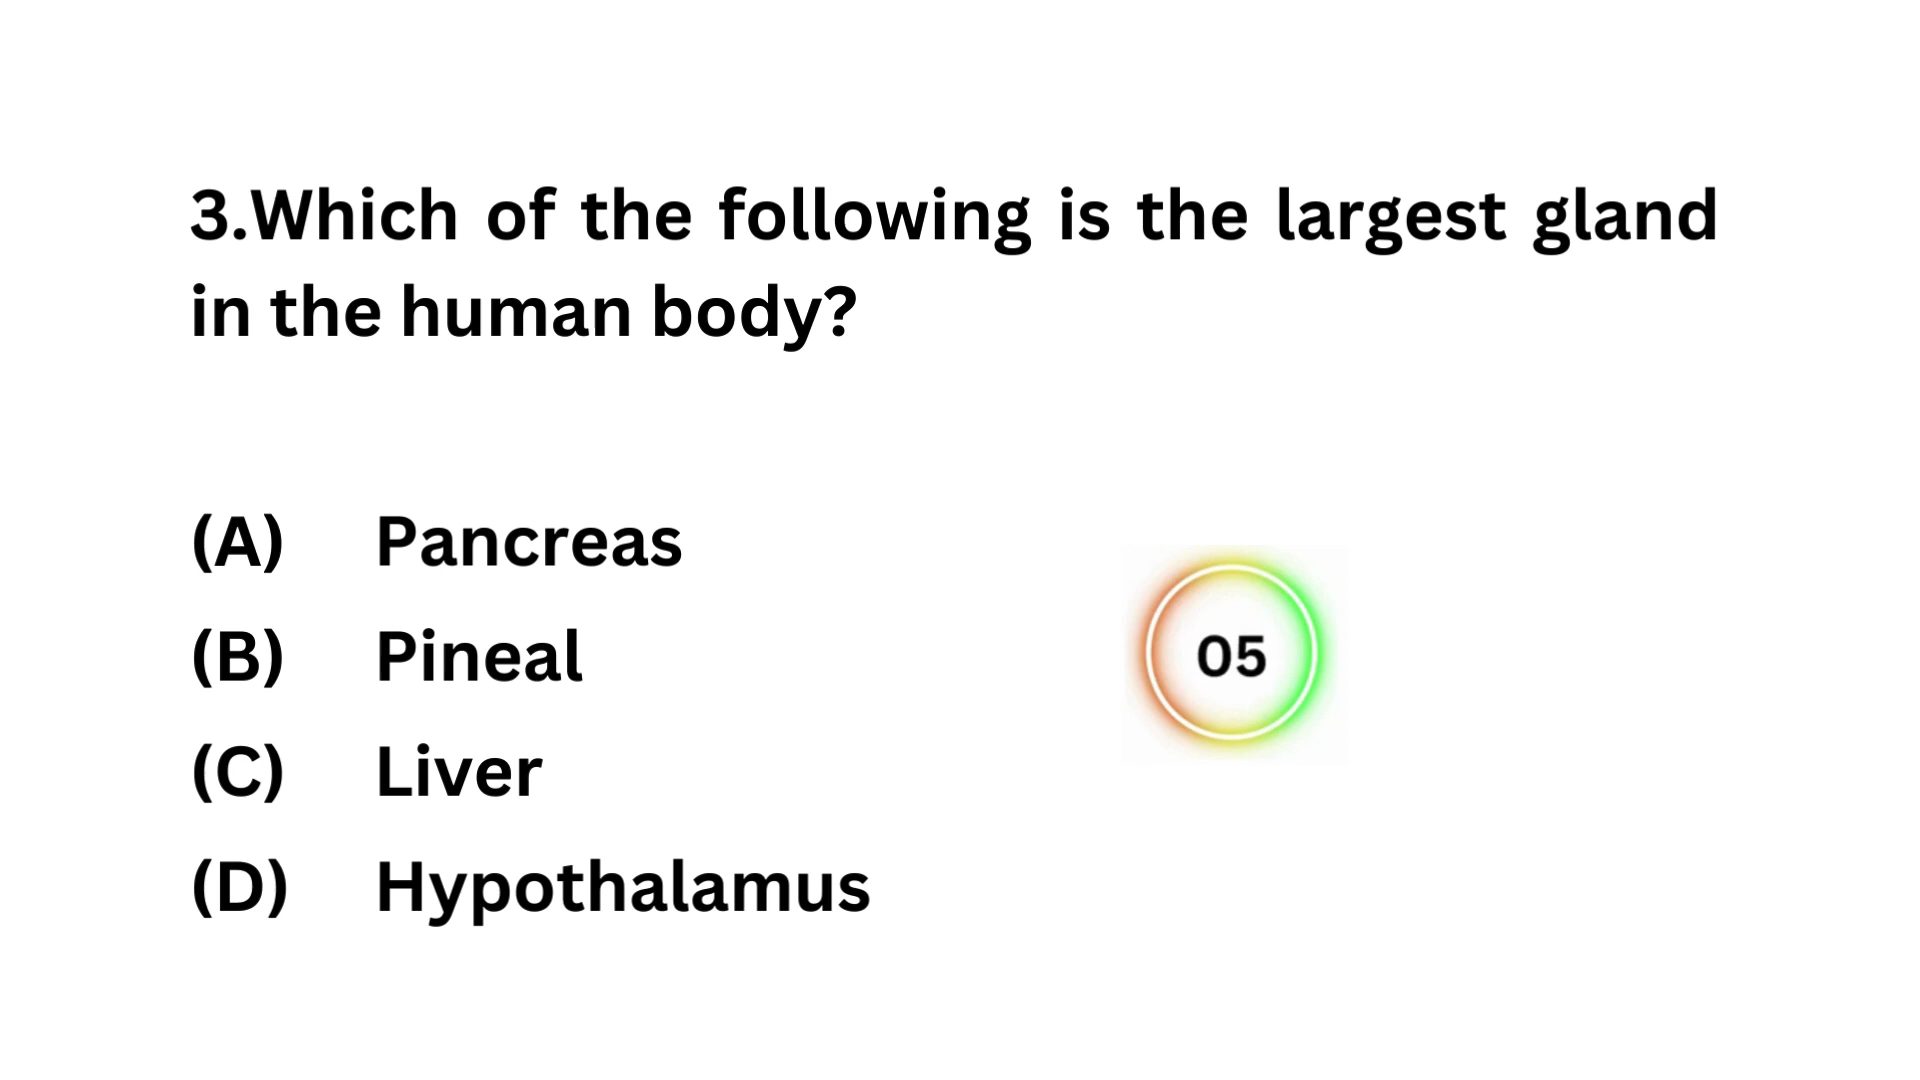 3.Which of the following is the largest gland
in the human body?
(A) Pancreas
(B) Pineal
05
(C) Liver
(D) Hypothalamus